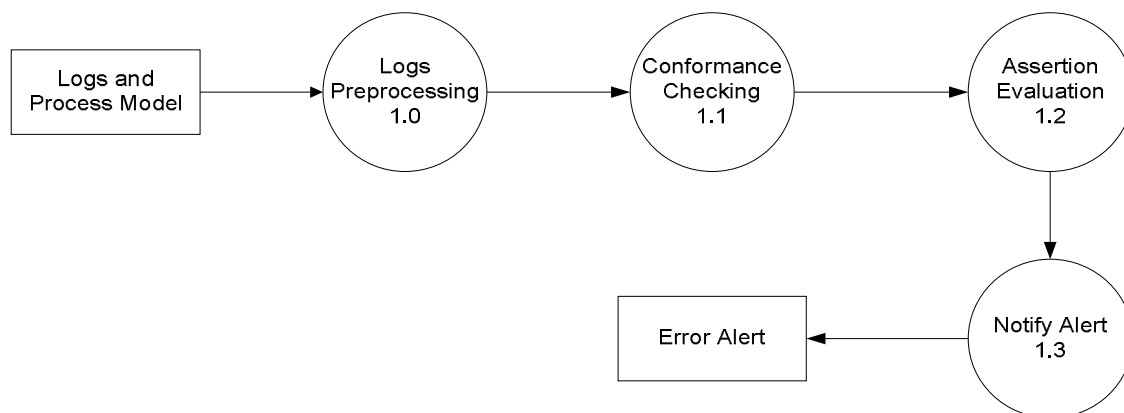 Logs and
Process Model
Logs
Preprocessing
1.0
Conformance
Checking
1.1
Assertion
Evaluation
1.2
Notify Alert
1.3
Error Alert